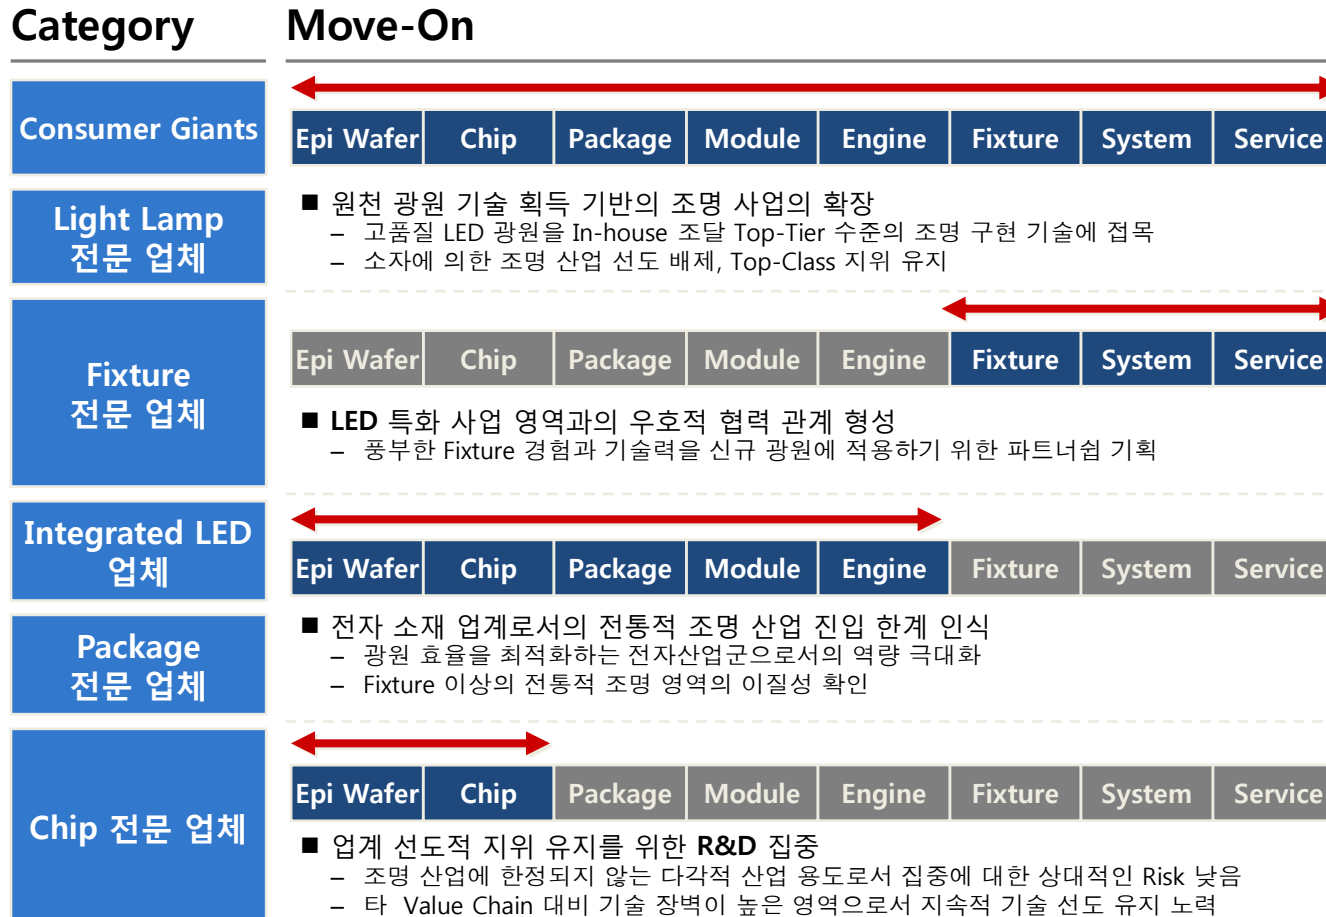 Category
Move-On
Consumer Giants
Epi Wafer Chip Package Module Engine Fixture System Service
Light Lamp
전문 업체
■ 원천 광원 기술 획득 기반의 조명 사업의 확장
– 고품질 LED 광원을 In-house 조달 Top-Tier 수준의 조명 구현 기술에 접목
– 소자에 의한 조명 산업 선도 배제, Top-Class 지위 유지
Fixture
전문 업체
Epi Wafer Chip Package Module Engine Fixture System Service
■ LED 특화 사업 영역과의 우호적 협력 관계 형성
– 풍부한 Fixture 경험과 기술력을 신규 광원에 적용하기 위한 파트너쉽 기획
Integrated LED
업체
Epi Wafer Chip Package Module Engine Fixture System Service
Package
전문 업체
■ 전자 소재 업계로서의 전통적 조명 산업 진입 한계 인식
– 광원 효율을 최적화하는 전자산업군으로서의 역량 극대화
– Fixture 이상의 전통적 조명 영역의 이질성 확인
Chip 전문 업체
Epi Wafer Chip Package Module Engine Fixture System Service
■ 업계 선도적 지위 유지를 위한 R&D 집중
– 조명 산업에 한정되지 않는 다각적 산업 용도로서 집중에 대한 상대적인 Risk 낮음
– 타 Value Chain 대비 기술 장벽이 높은 영역으로서 지속적 기술 선도 유지 노력